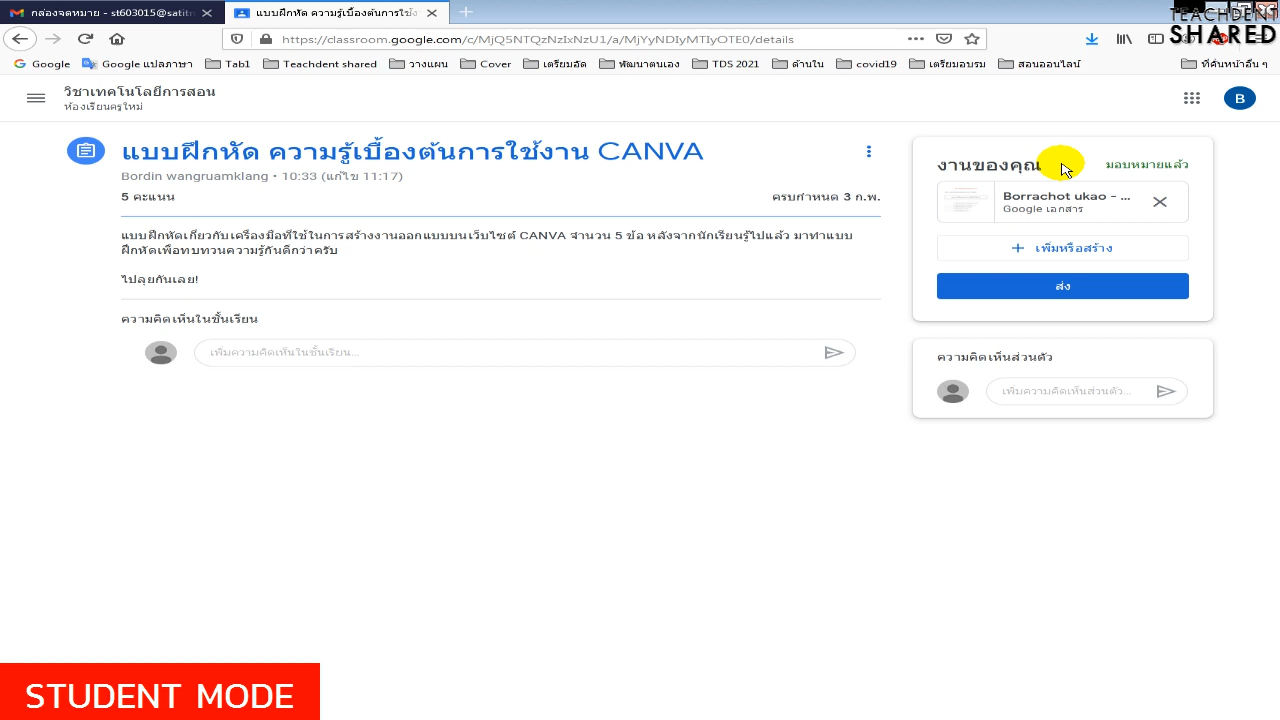 กล่องจดหมาย - st603015@satitm
แบบฝึกหัด ความรู้เบื้องต้นการใช้ง
TEACHDENT
SHARED
https://classroom.google.com/c/MjQ5NTQzNzIxNzU1/a/MjYyNDIyMTIyOTE0/details
Google
Google แปลภาษา
Tab1
Teachdent shared
วางแผน
Cover
เตรียมอัด
พัฒนาตนเอง
TDS 2021
ด้านใน
covid19
เตรียมอบรม
สอนออนไลน์
ที่คั่นหน้าอื่น ๆ
วิชาเทคโนโลยีการสอน
ห้องเรียนครูใหม่
B
แบบฝึกหัด ความรู้เบื้องต้นการใช้งาน CANVA
Bordin wangruamklang • 10:33 (แก้ไข 11:17)
5 คะแนน
ครบกำหนด 3 ก.พ.
แบบฝึกหัดเกี่ยวกับเครื่องมือที่ใช้ในการสร้างงานออกแบบบนเว็บไซต์ CANVA จำนวน 5 ข้อ หลังจากนักเรียนรู้ไปแล้ว มาทำแบบ
ฝึกหัดเพื่อทบทวนความรู้กันดีกว่าครับ
ไปลุยกันเลย!
ความคิดเห็นในชั้นเรียน
เพิ่มความคิดเห็นในชั้นเรียน...
งานของคุณ
มอบหมายแล้ว
Borrachot ukao - ...
Google เอกสาร
เพิ่มหรือสร้าง
ส่ง
ความคิดเห็นส่วนตัว
เพิ่มความคิดเห็นส่วนตัว...
STUDENT MODE